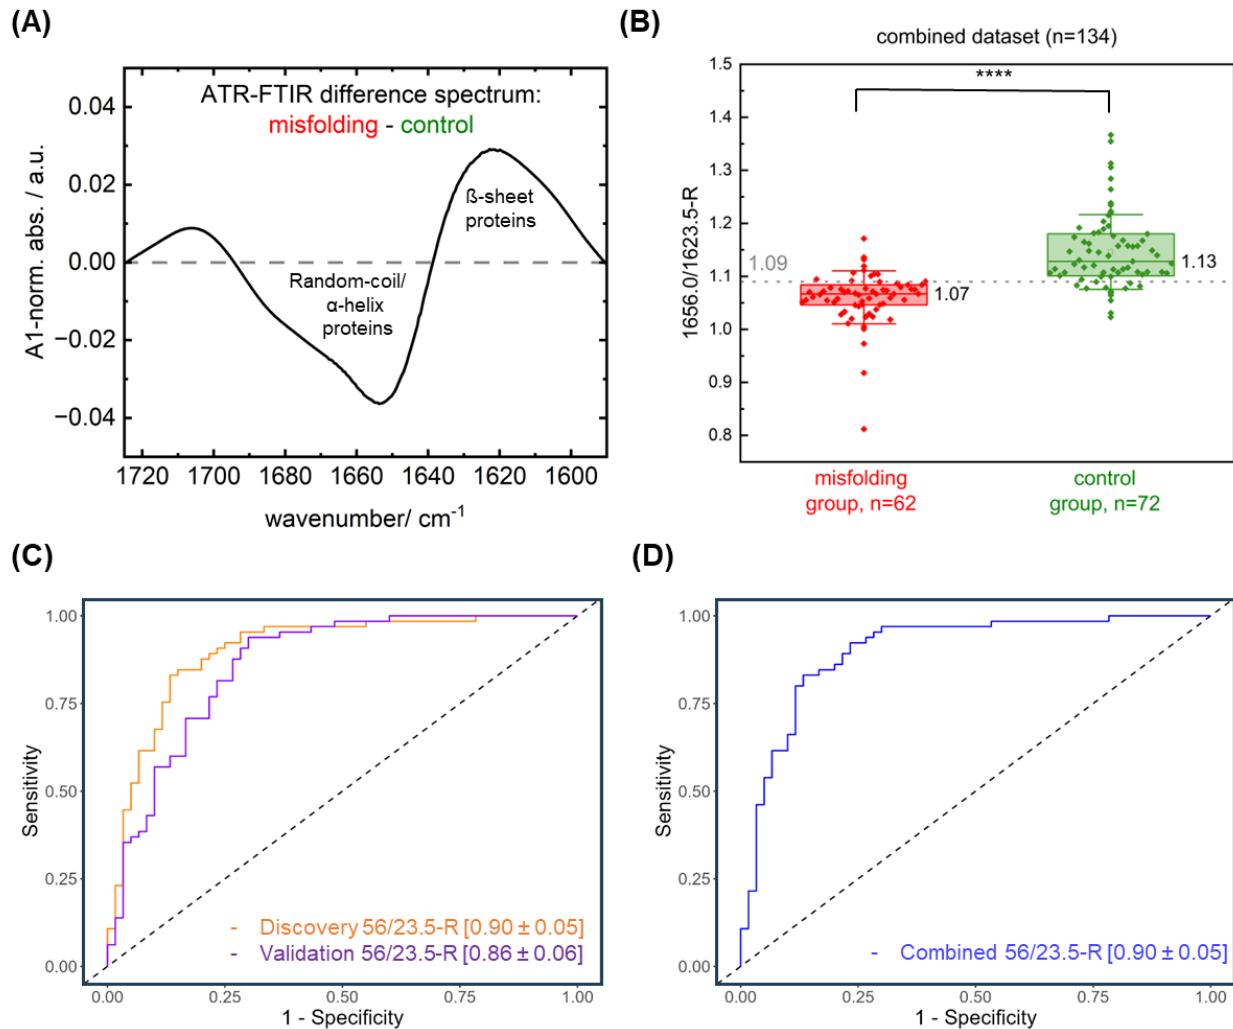 (A)
ATR-FTIR difference spectrum:
misfolding - control
0.04
0.02
0.00
−0.02
−0.04
A1-norm. abs. / a.u.
ß-sheet
proteins
Random-coil/
α-helix
proteins
1720 1700 1680 1660 1640 1620 1600
wavenumber/ cm⁻¹
(B)
combined dataset (n=134)
****
1.5
1.4
1.3
1.2
1.1
1.0
0.9
0.8
1656.0/1623.5-R
1.09
1.07
1.13
misfolding
group, n=62
control
group, n=72
(C)
1.00
0.75
0.50
0.25
0.00
Sensitivity
- Discovery 56/23.5-R [0.90 ± 0.05]
- Validation 56/23.5-R [0.86 ± 0.06]
0.00 0.25 0.50 0.75 1.00
1 - Specificity
(D)
1.00
0.75
0.50
0.25
0.00
Sensitivity
- Combined 56/23.5-R [0.90 ± 0.05]
0.00 0.25 0.50 0.75 1.00
1 - Specificity